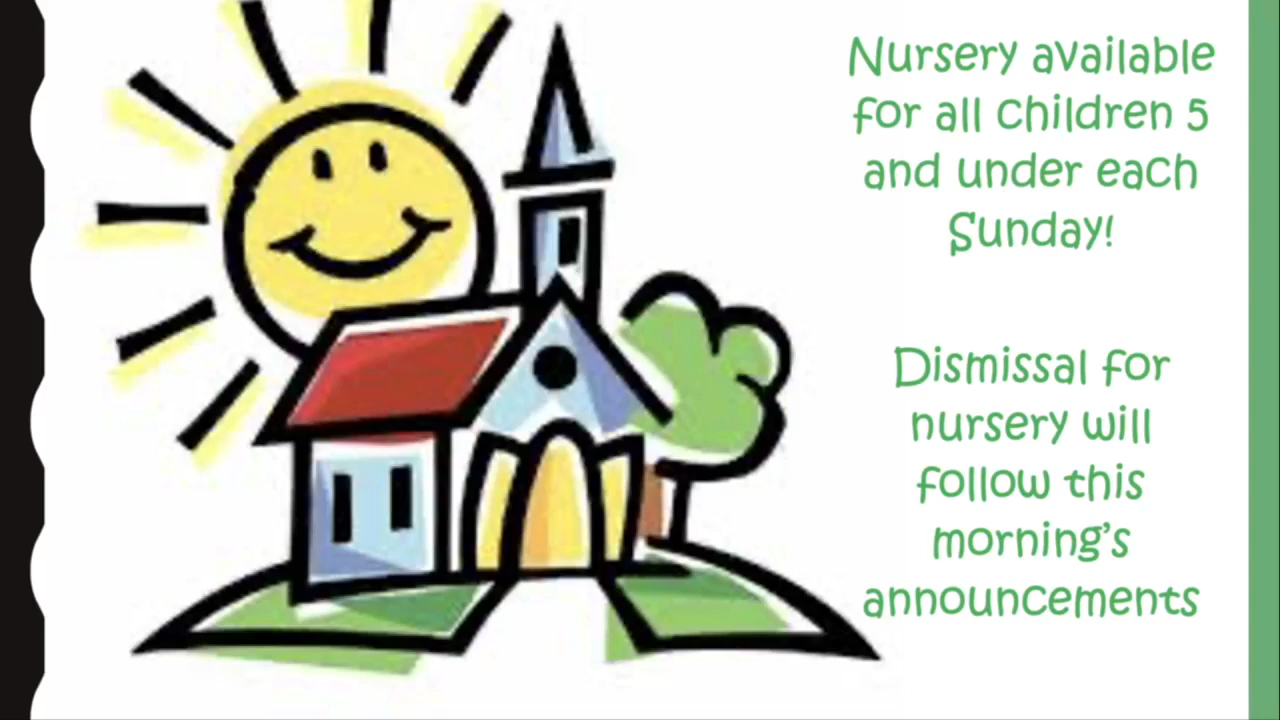 Nursery available
for all children 5
and under each
Sunday!
Dismissal for
nursery will
follow this
morning's
announcements